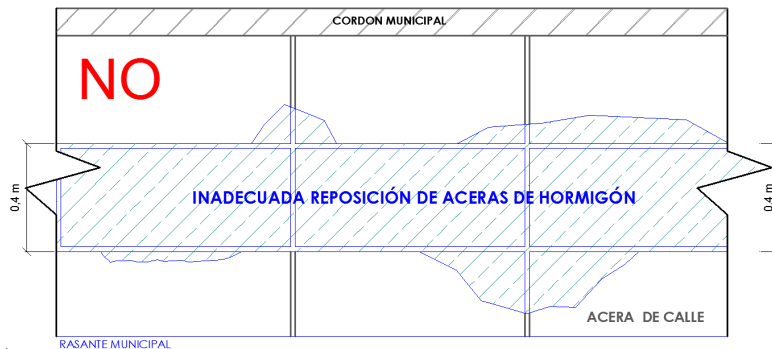 CORDON MUNICIPAL
NO
0,4 m
INADECUADA REPOSICIÓN DE ACERAS DE HORMIGÓN
0,4 m
ACERA DE CALLE
RASANTE MUNICIPAL